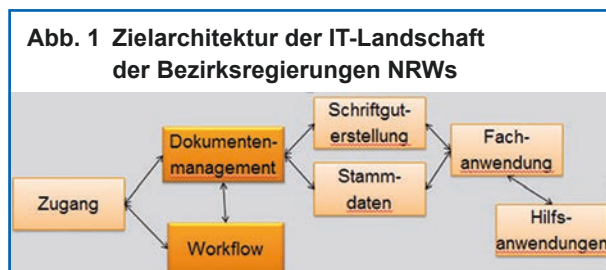 Abb. 1 Zielarchitektur der IT-Landschaft
der Bezirksregierungen NRWs
Zugang
Dokumenten-
management
Workflow
Schriftgut-
erstellung
Stamm-
daten
Fach-
anwendung
Hilfs-
anwendungen